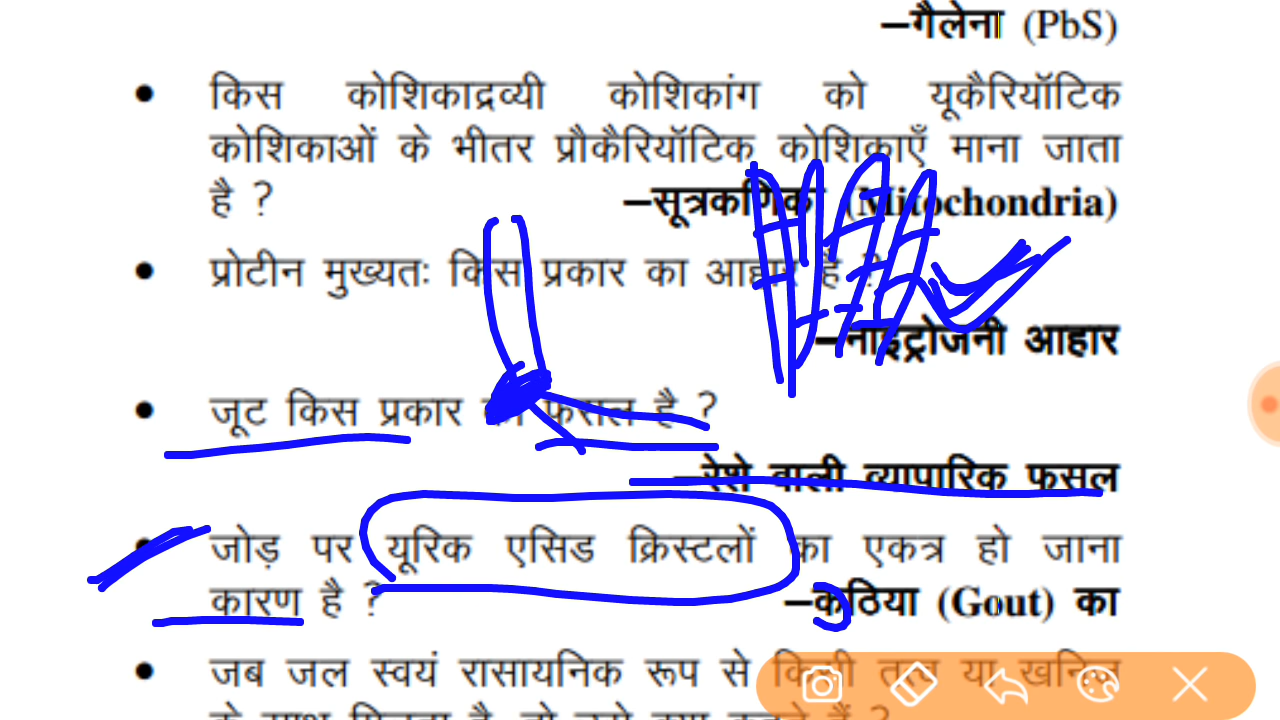 –गैलेना (PbS)
• किस कोशिकाद्रव्यी कोशिकांग को यूकैरियॉटिक
कोशिकाओं के भीतर प्रौकैरियॉटिक कोशिकाएँ माना जाता
है ? –सूत्रकणिका (Mitochondria)
• प्रोटीन मुख्यतः किस प्रकार का आहार है ?
–नाइट्रोजनी आहार
• जूट किस प्रकार की फसल है ?
–रेशे वाली व्यापारिक फसल
• जोड़ पर यूरिक एसिड क्रिस्टलों का एकत्र हो जाना
कारण है ? –कठिया (Gout) का
• जब जल स्वयं रासायनिक रूप से किसी तत्व या खनिज